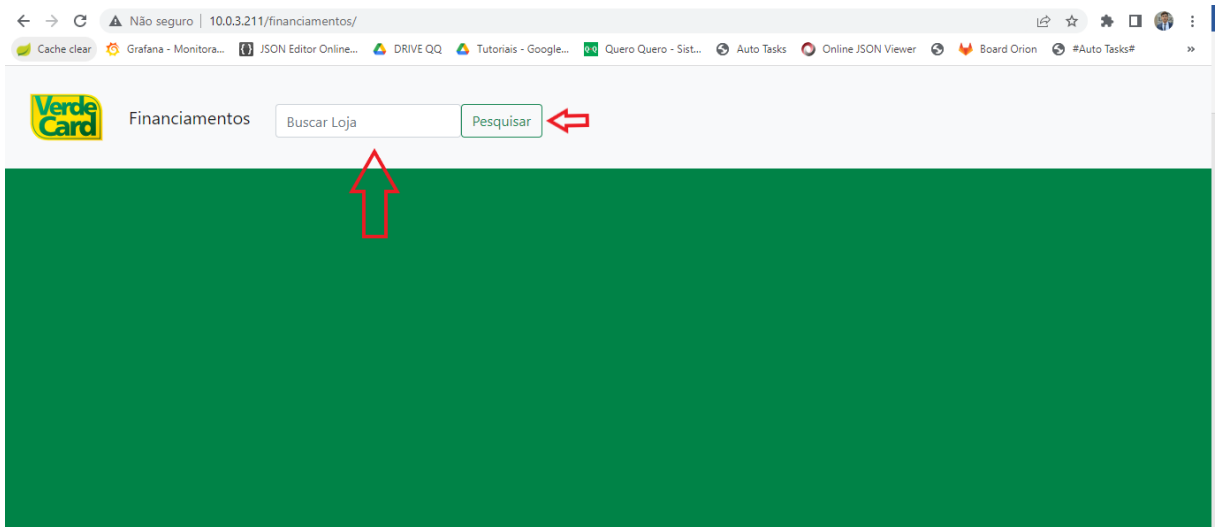 Não seguro | 10.0.3.211/financiamentos/
Cache clear Grafana - Monitora... JSON Editor Online... DRIVE QQ Tutoriais - Google... Quero Quero - Sist... Auto Tasks Online JSON Viewer Board Orion #Auto Tasks# »
Verde
Card
Financiamentos Buscar Loja Pesquisar